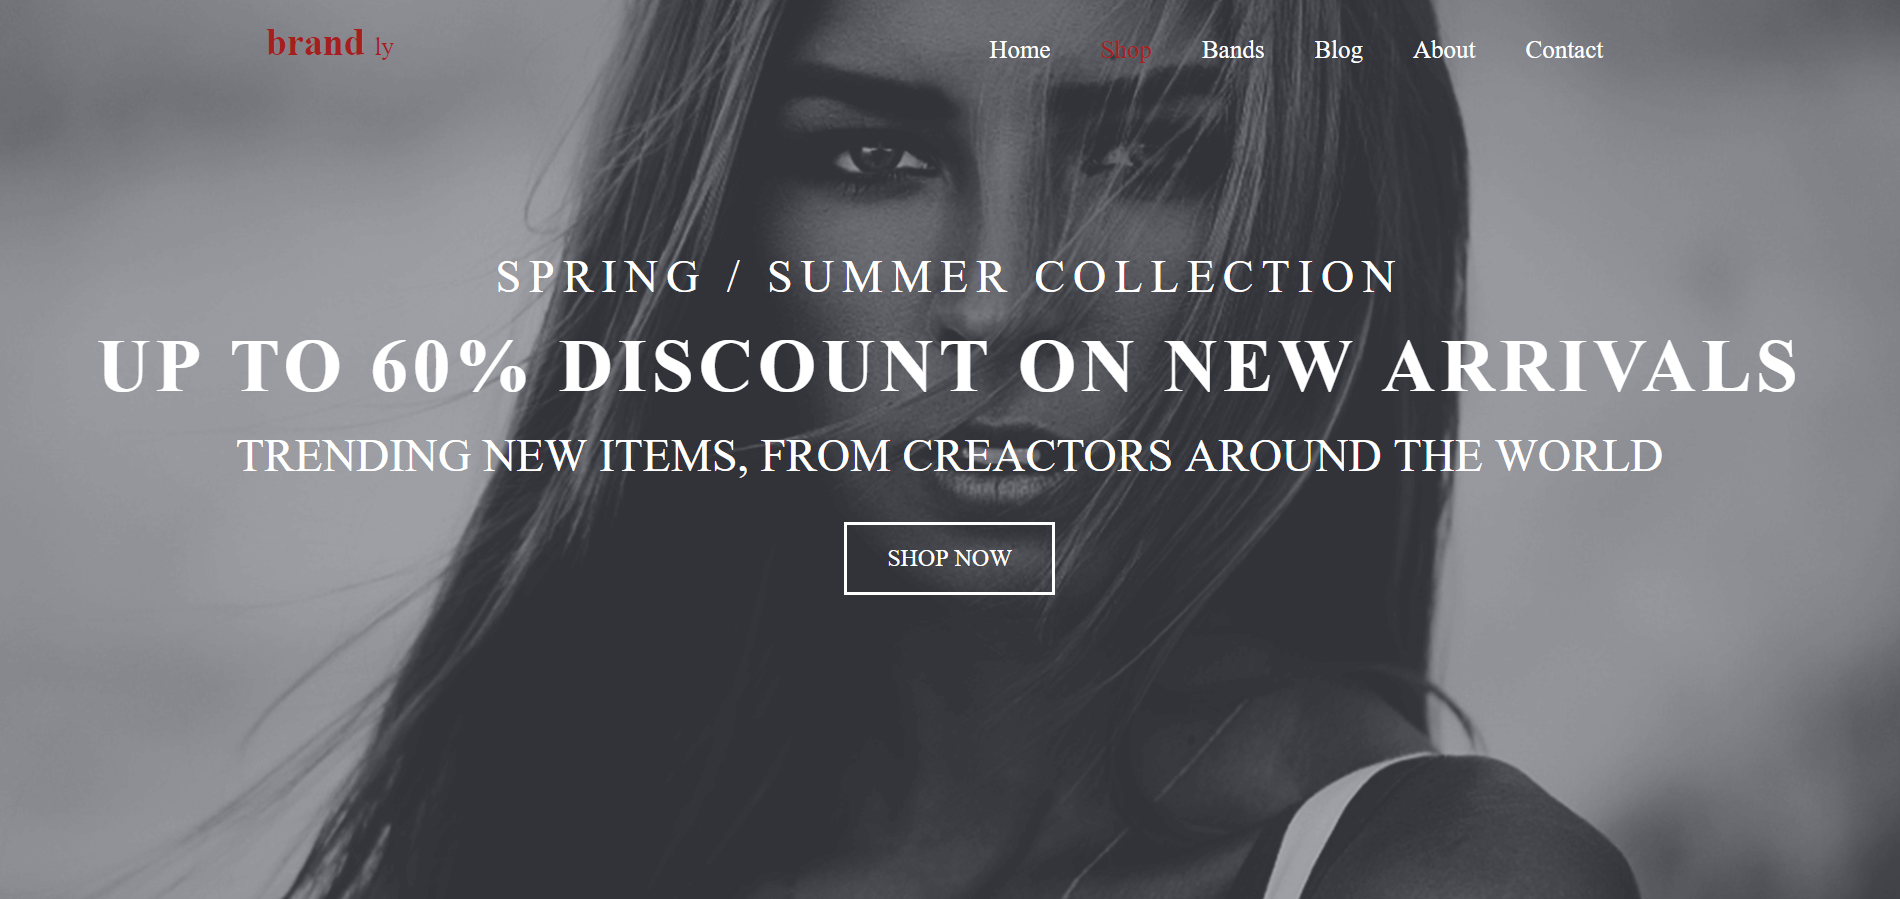 brand ly
Home Shop Bands Blog About Contact
SPRING / SUMMER COLLECTION
UP TO 60% DISCOUNT ON NEW ARRIVALS
TRENDING NEW ITEMS, FROM CREACTORS AROUND THE WORLD
SHOP NOW